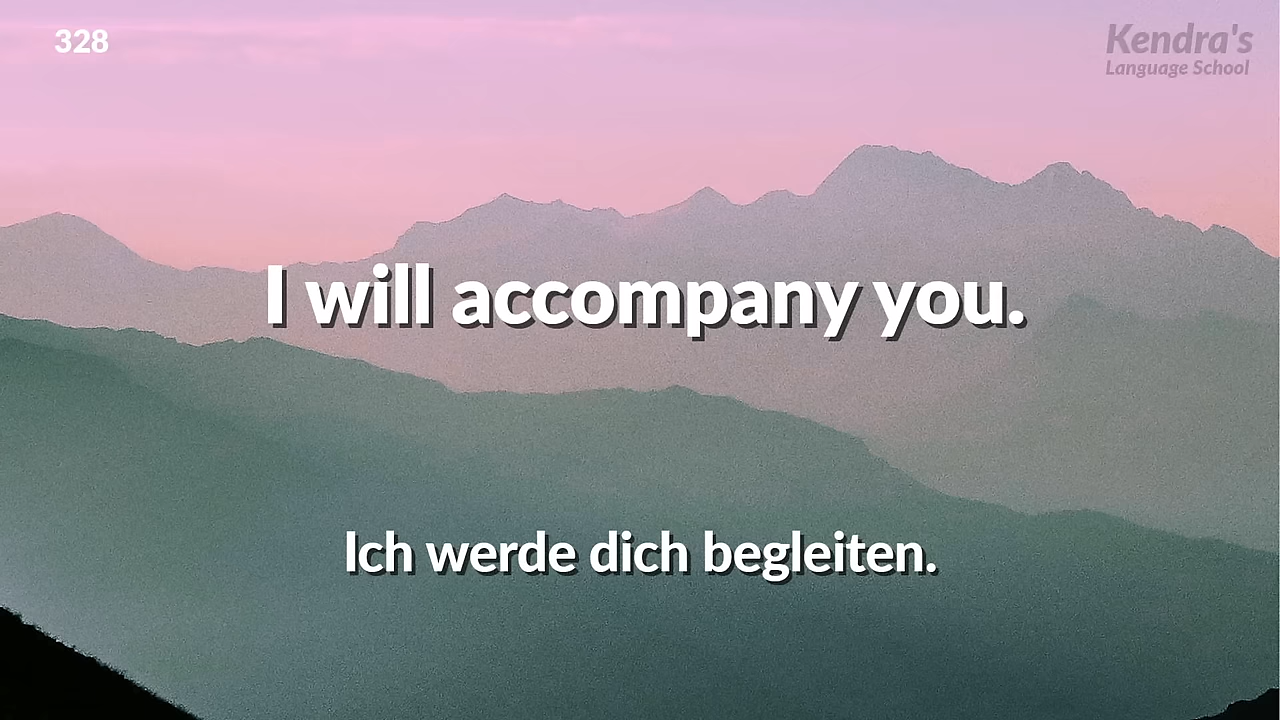 328
Kendra's
Language School
I will accompany you.
Ich werde dich begleiten.